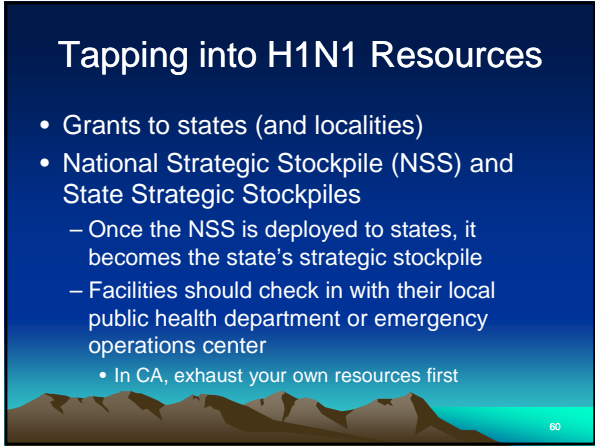 Tapping into H1N1 Resources
• Grants to states (and localities)
• National Strategic Stockpile (NSS) and
State Strategic Stockpiles
– Once the NSS is deployed to states, it
becomes the state's strategic stockpile
– Facilities should check in with their local
public health department or emergency
operations center
• In CA, exhaust your own resources first
60